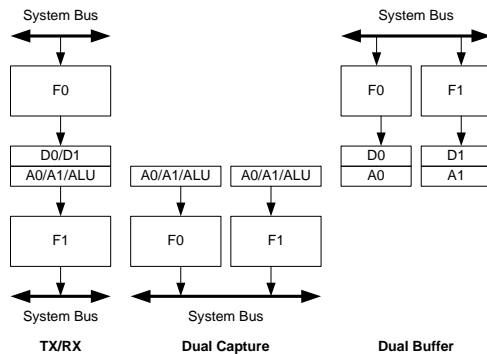 System Bus
System Bus
F0
F0
F1
D0/D1
A0/A1/ALU
D0
A0
D1
A1
A0/A1/ALU
A0/A1/ALU
F1
F0
F1
System Bus
System Bus
TX/RX
Dual Capture
Dual Buffer